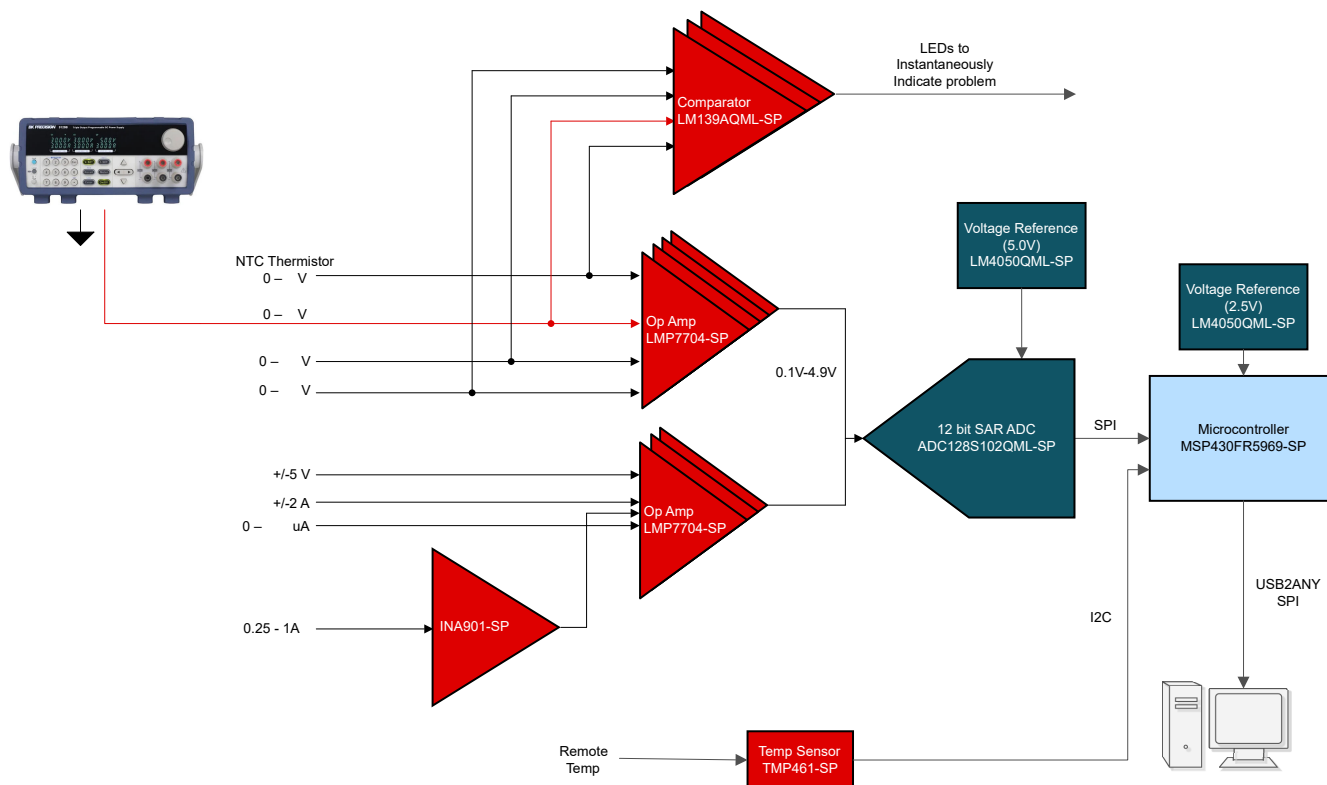 LEDs to
Instantaneously
Indicate problem
Comparator
LM139AQML-SP
BK PRECISION
Voltage Reference
(5.0V)
LM4050QML-SP
Voltage Reference
(2.5V)
LM4050QML-SP
NTC Thermistor
0 – V
0 – V
0 – V
0 – V
Op Amp
LMP7704-SP
0.1V-4.9V
12 bit SAR ADC
ADC128S102QML-SP
SPI
Microcontroller
MSP430FR5969-SP
+/-5 V
+/-2 A
0 – uA
Op Amp
LMP7704-SP
0.25 - 1A
INA901-SP
I2C
USB2ANY
SPI
Remote
Temp
Temp Sensor
TMP461-SP